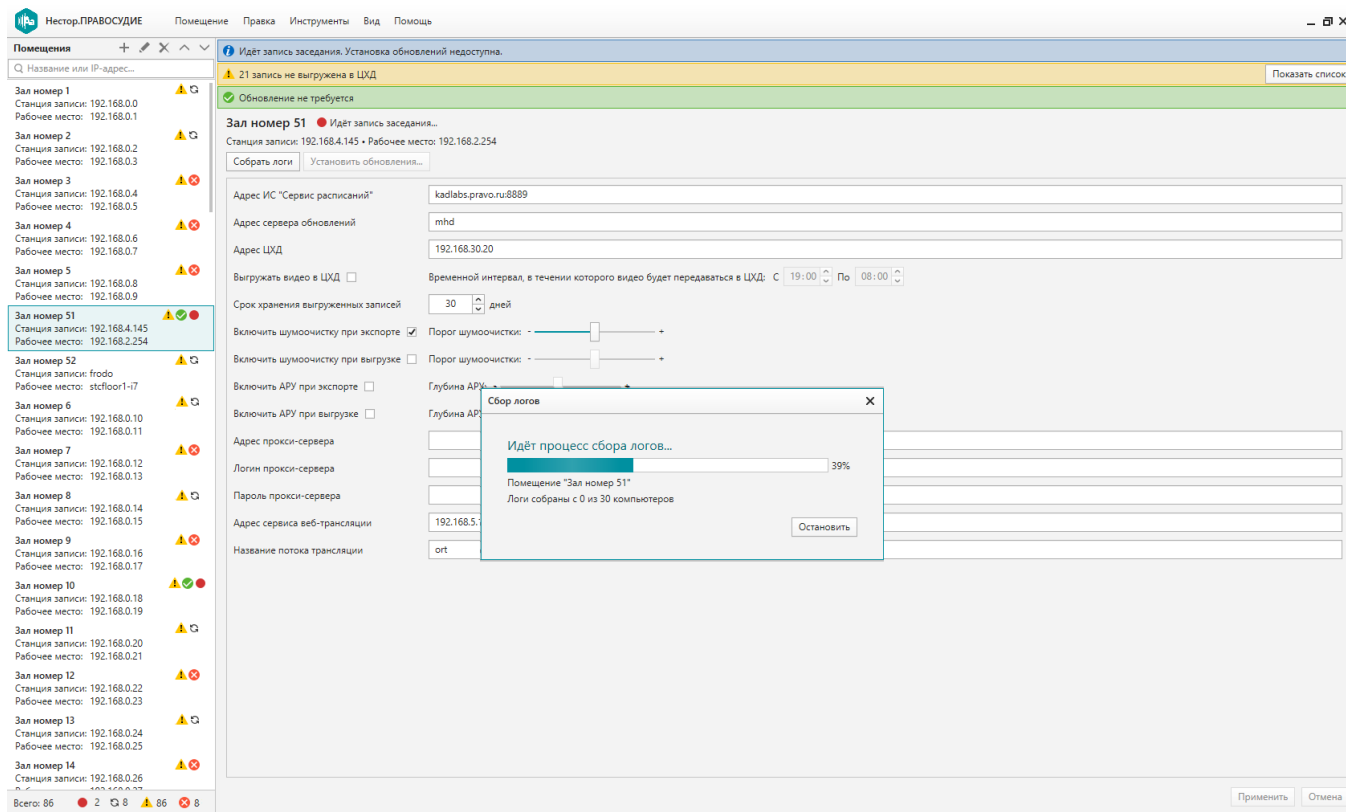 Нестор.ПРАВОСУДИЕ
Помещение Правка Инструменты Вид Помощь
Помещения
Название или IP-адрес...
Зал номер 1
Станция записи: 192.168.0.0
Рабочее место: 192.168.0.1
Зал номер 2
Станция записи: 192.168.0.2
Рабочее место: 192.168.0.3
Зал номер 3
Станция записи: 192.168.0.4
Рабочее место: 192.168.0.5
Зал номер 4
Станция записи: 192.168.0.6
Рабочее место: 192.168.0.7
Зал номер 5
Станция записи: 192.168.0.8
Рабочее место: 192.168.0.9
Зал номер 51
Станция записи: 192.168.4.145
Рабочее место: 192.168.2.254
Зал номер 52
Станция записи: frodo
Рабочее место: stcfloor1-i7
Зал номер 6
Станция записи: 192.168.0.10
Рабочее место: 192.168.0.11
Зал номер 7
Станция записи: 192.168.0.12
Рабочее место: 192.168.0.13
Зал номер 8
Станция записи: 192.168.0.14
Рабочее место: 192.168.0.15
Зал номер 9
Станция записи: 192.168.0.16
Рабочее место: 192.168.0.17
Зал номер 10
Станция записи: 192.168.0.18
Рабочее место: 192.168.0.19
Зал номер 11
Станция записи: 192.168.0.20
Рабочее место: 192.168.0.21
Зал номер 12
Станция записи: 192.168.0.22
Рабочее место: 192.168.0.23
Зал номер 13
Станция записи: 192.168.0.24
Рабочее место: 192.168.0.25
Зал номер 14
Станция записи: 192.168.0.26
Всего: 86 2 8 86 8
Идёт запись заседания. Установка обновлений недоступна.
21 запись не выгружена в ЦХД Показать список
Обновление не требуется
Зал номер 51 Идёт запись заседания...
Станция записи: 192.168.4.145 • Рабочее место: 192.168.2.254
Собрать логи Установить обновления...
Адрес ИС "Сервис расписаний" kadlabs.pravo.ru:8889
Адрес сервера обновлений mhd
Адрес ЦХД 192.168.30.20
Выгружать видео в ЦХД Временной интервал, в течении которого видео будет передаваться в ЦХД: С 19:00 По 08:00
Срок хранения выгруженных записей 30 дней
Включить шумоочистку при экспорте Порог шумоочистки: - +
Включить шумоочистку при выгрузке Порог шумоочистки: - +
Включить АРУ при экспорте Глубина АРУ: - +
Включить АРУ при выгрузке Глубина АРУ
Адрес прокси-сервера
Логин прокси-сервера
Пароль прокси-сервера
Адрес сервиса веб-трансляции 192.168.5.
Название потока трансляции ort
Сбор логов
Идёт процесс сбора логов...
39%
Помещение "Зал номер 51"
Логи собраны с 0 из 30 компьютеров
Остановить
Применить Отмена